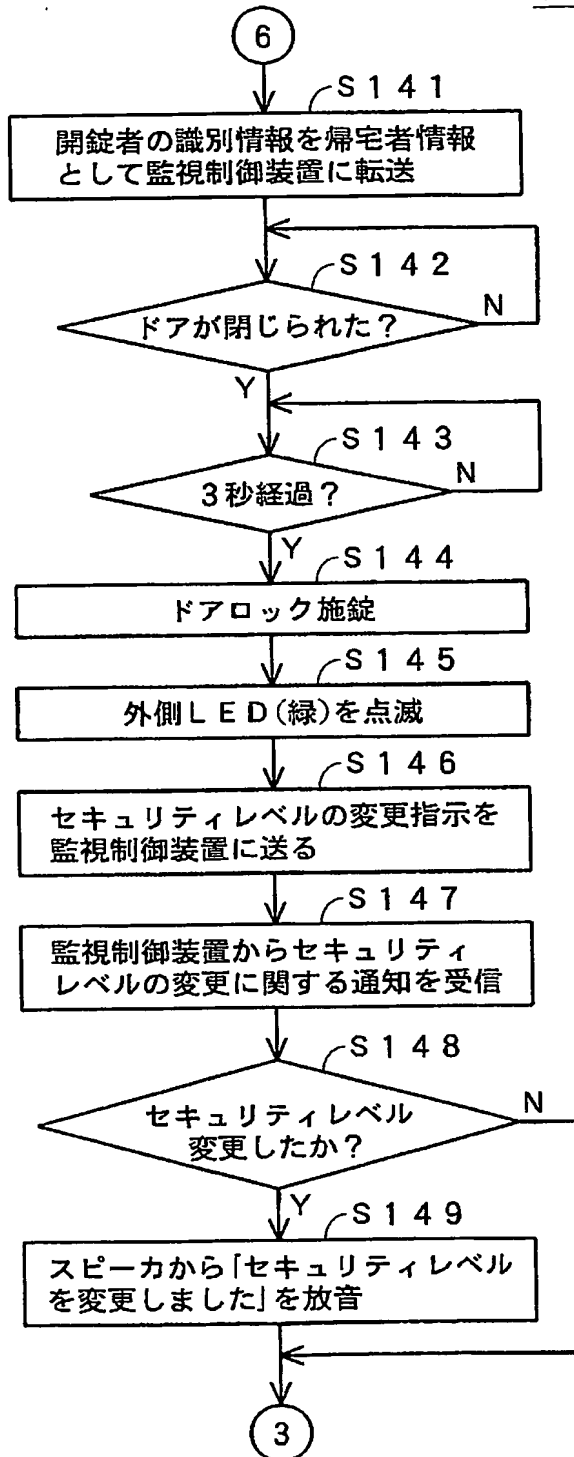 6
S141
開錠者の識別情報を帰宅者情報
として監視制御装置に転送
S142
ドアが閉じられた?
N
Y
S143
3秒経過?
N
Y
S144
ドアロック施錠
S145
外側LED(緑)を点滅
S146
セキュリティレベルの変更指示を
監視制御装置に送る
S147
監視制御装置からセキュリティ
レベルの変更に関する通知を受信
S148
セキュリティレベル
変更したか?
N
Y
S149
スピーカから「セキュリティレベル
を変更しました」を放音
3